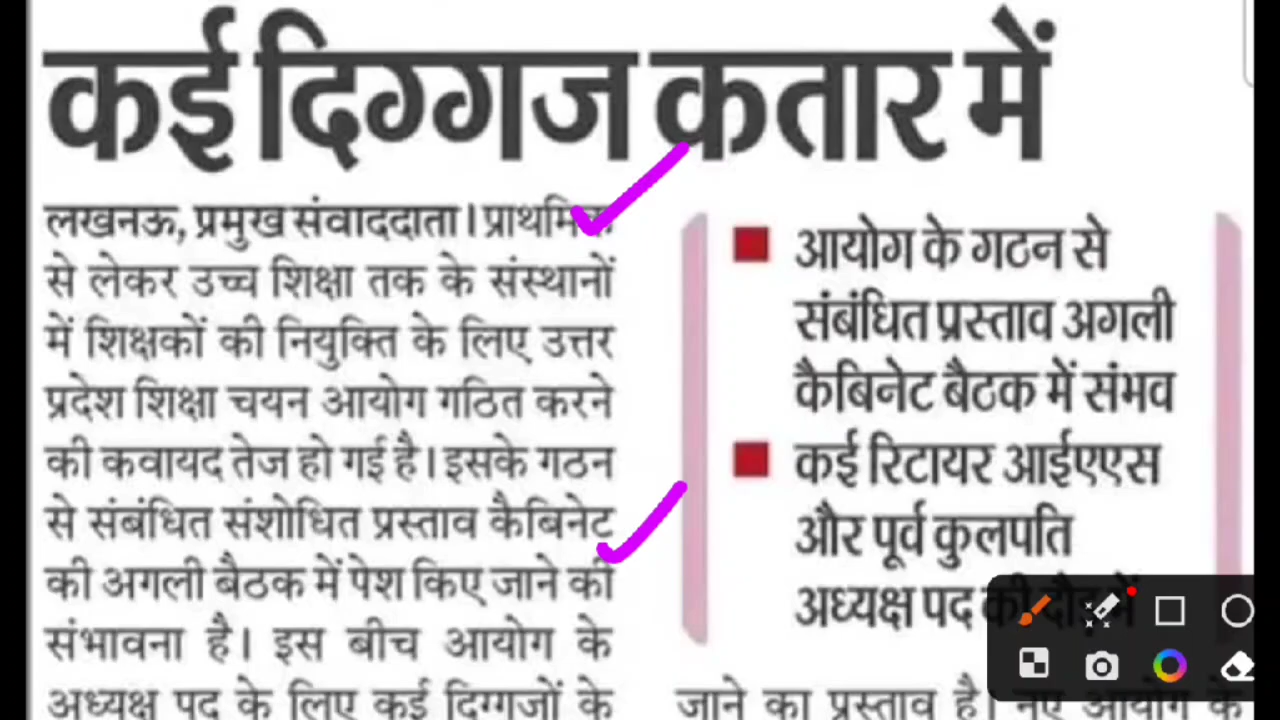 कई दिग्गज कतार में
लखनऊ, प्रमुख संवाददाता। प्राथमिक
से लेकर उच्च शिक्षा तक के संस्थानों
में शिक्षकों की नियुक्ति के लिए उत्तर
प्रदेश शिक्षा चयन आयोग गठित करने
की कवायद तेज हो गई है। इसके गठन
से संबंधित संशोधित प्रस्ताव कैबिनेट
की अगली बैठक में पेश किए जाने की
संभावना है। इस बीच आयोग के
अध्यक्ष पद के लिए कई दिग्गजों के
आयोग के गठन से
संबंधित प्रस्ताव अगली
कैबिनेट बैठक में संभव
कई रिटायर आईएएस
और पूर्व कुलपति
अध्यक्ष पद की दौड़ में
जाने का प्रस्ताव है। नए आयोग के